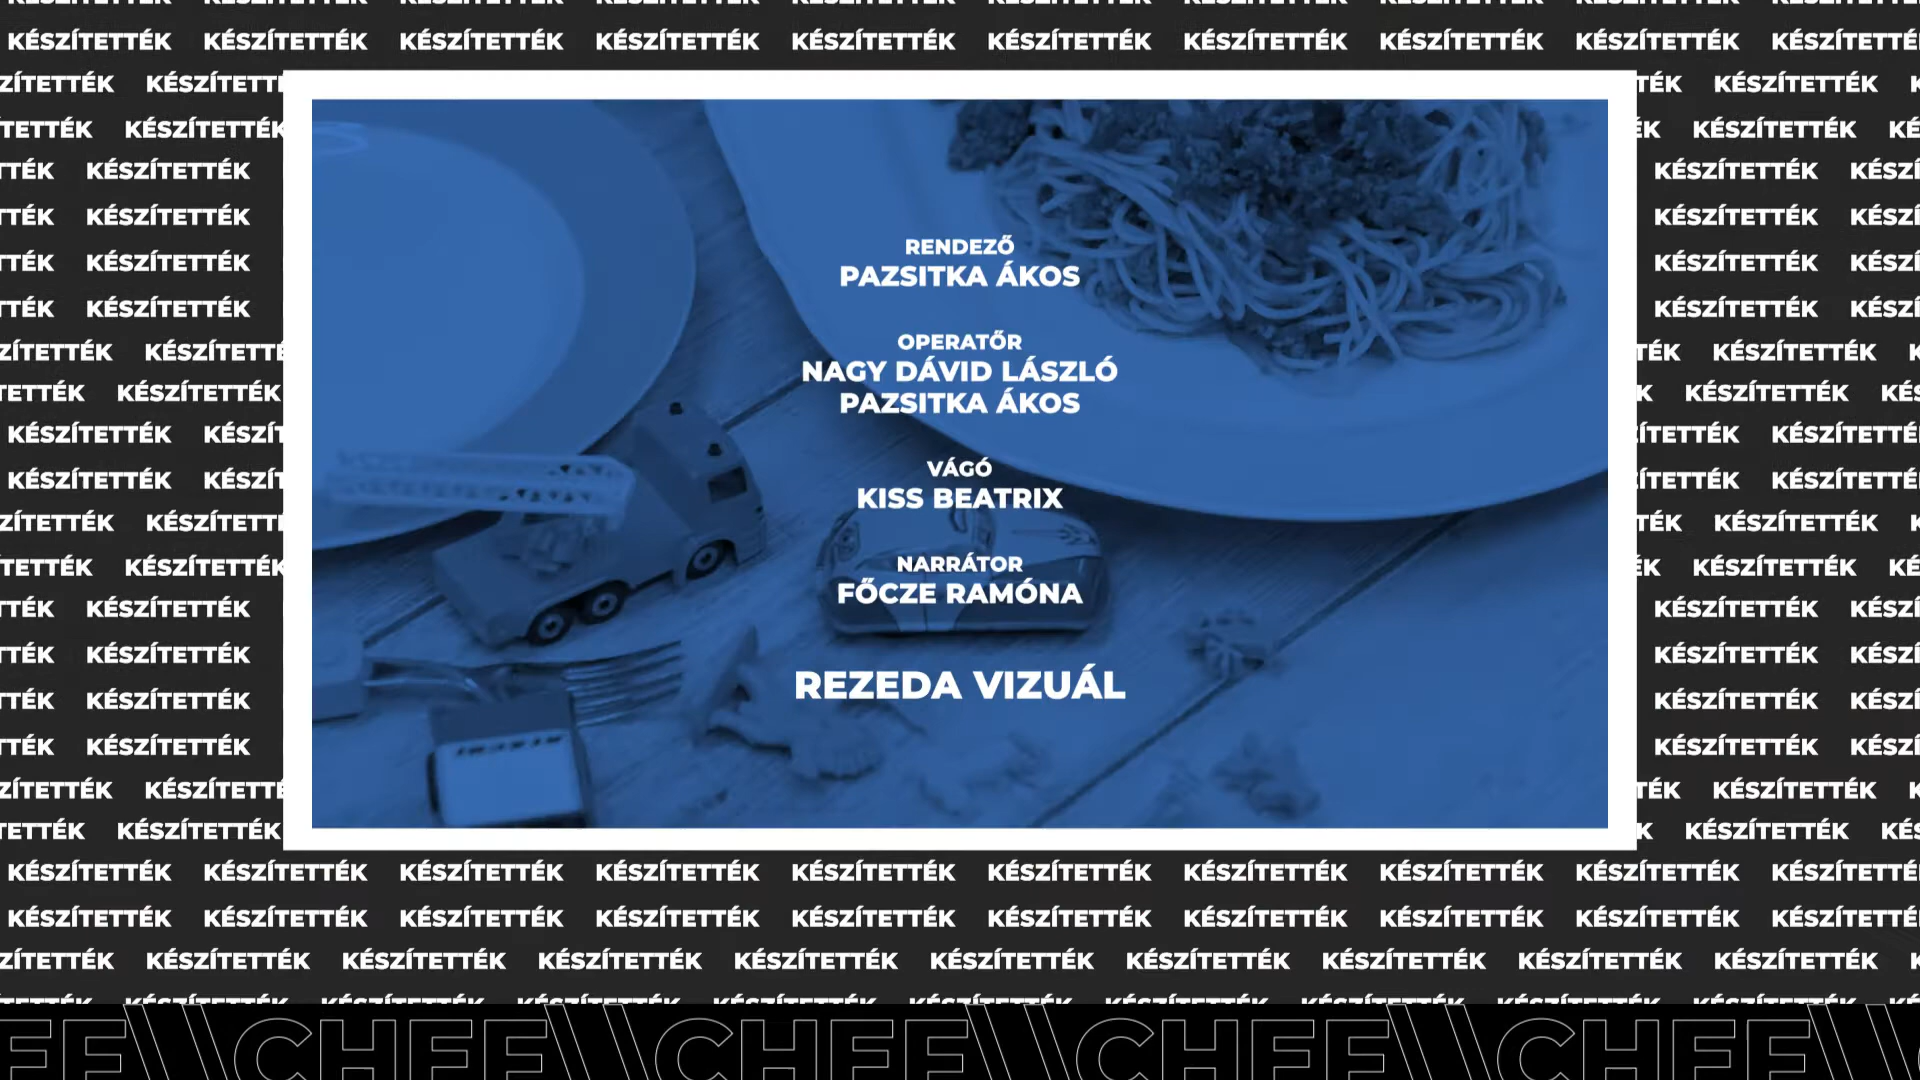 KÉSZÍTETTÉK KÉSZÍTETTÉK KÉSZÍTETTÉK KÉSZÍTETTÉK KÉSZÍTETTÉK KÉSZÍTETTÉK KÉSZÍTETTÉK KÉSZÍTETTÉK KÉSZÍTETTÉK
RENDEZŐ
PAZSITKA ÁKOS
OPERATŐR
NAGY DÁVID LÁSZLÓ
PAZSITKA ÁKOS
VÁGÓ
KISS BEATRIX
NARRÁTOR
FŐCZE RAMÓNA
REZEDA VIZUÁL
KÉSZÍTETTÉK KÉSZÍTETTÉK KÉSZÍTETTÉK KÉSZÍTETTÉK KÉSZÍTETTÉK KÉSZÍTETTÉK KÉSZÍTETTÉK KÉSZÍTETTÉK KÉSZÍTETTÉK
KÉSZÍTETTÉK KÉSZÍTETTÉK KÉSZÍTETTÉK KÉSZÍTETTÉK KÉSZÍTETTÉK KÉSZÍTETTÉK KÉSZÍTETTÉK KÉSZÍTETTÉK KÉSZÍTETTÉK
KÉSZÍTETTÉK KÉSZÍTETTÉK KÉSZÍTETTÉK KÉSZÍTETTÉK KÉSZÍTETTÉK KÉSZÍTETTÉK KÉSZÍTETTÉK KÉSZÍTETTÉK KÉSZÍTETTÉK
CHEF\\CHEF\\CHEF\\CHEF\\